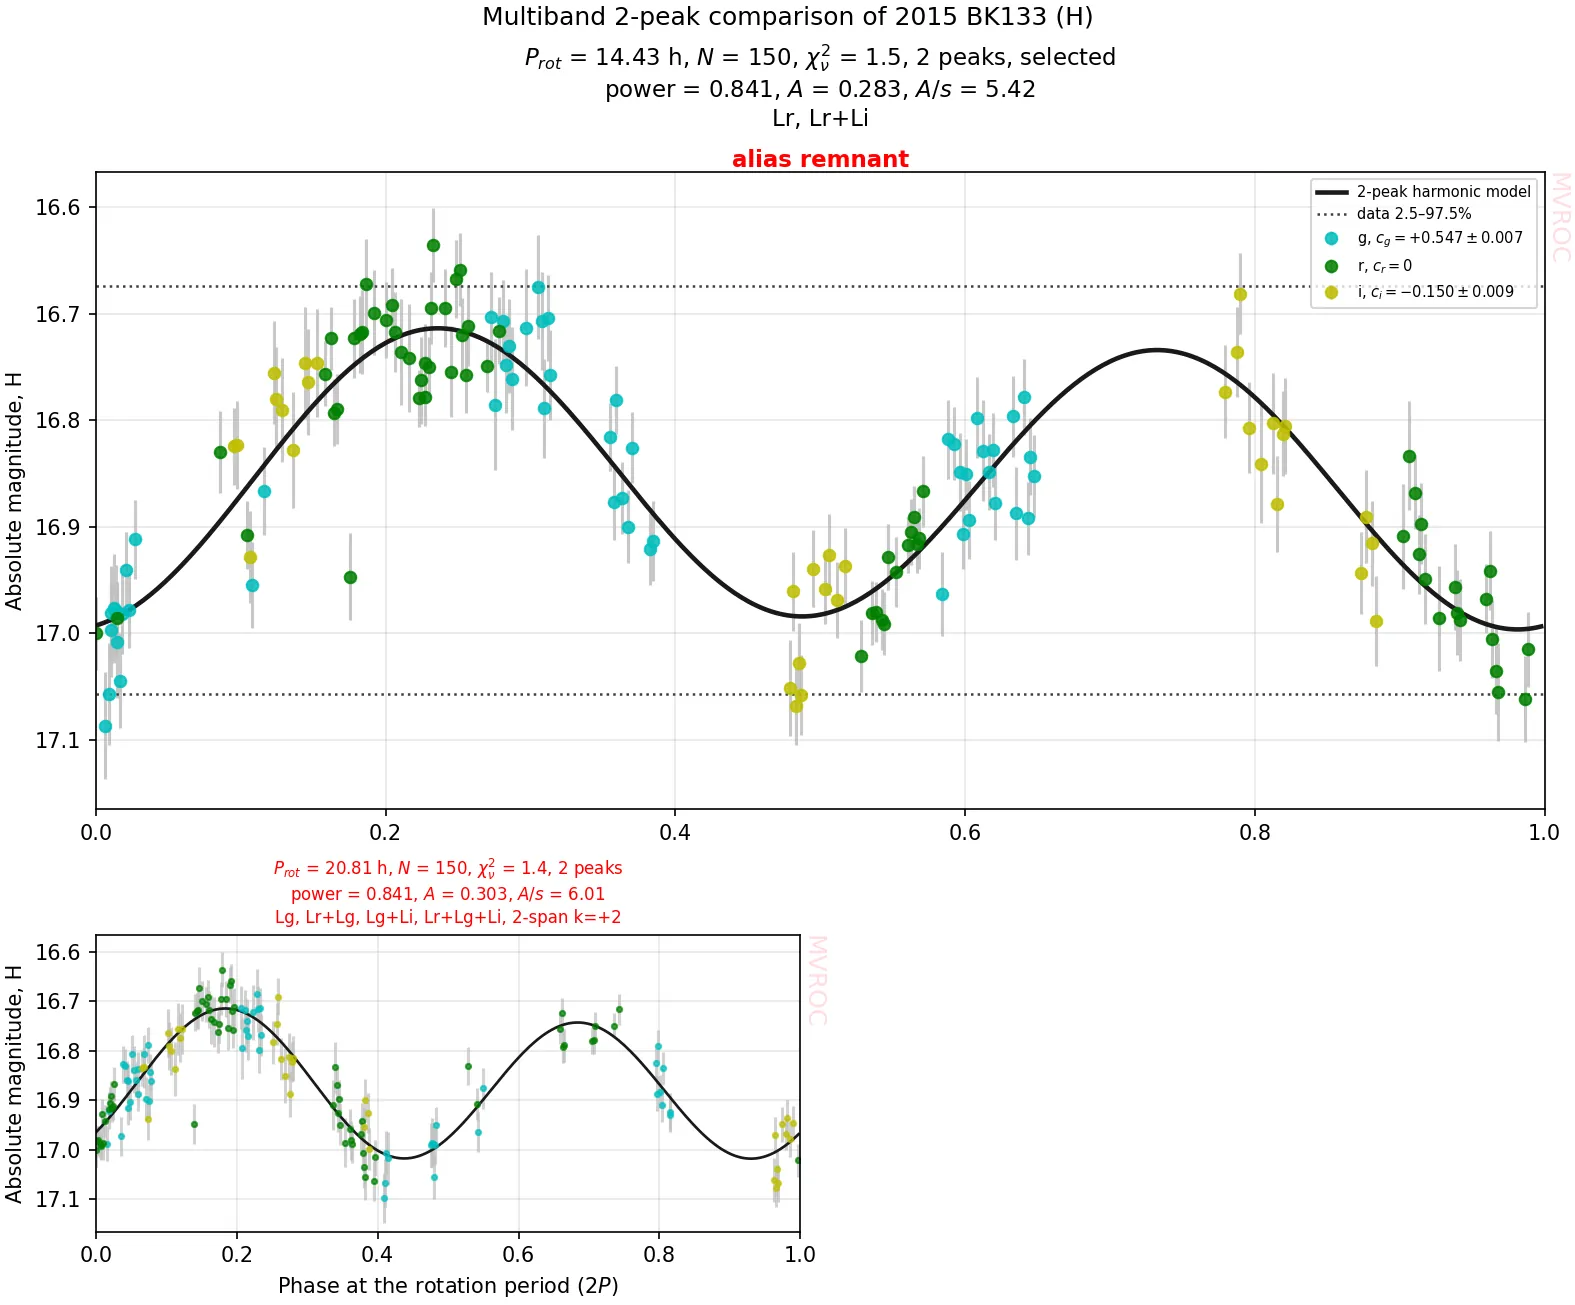 Multiband 2-peak comparison of 2015 BK133 (H)
P_rot = 14.43 h, N = 150, χ²_ν = 1.5, 2 peaks, selected
power = 0.841, A = 0.283, A/s = 5.42
Lr, Lr+Li
alias remnant
2-peak harmonic model
data 2.5–97.5%
g, c_g = +0.547 ± 0.007
r, c_r = 0
i, c_i = −0.150 ± 0.009
MVROC
Absolute magnitude, H
16.6
16.7
16.8
16.9
17.0
17.1
0.0 0.2 0.4 0.6 0.8 1.0
P_rot = 20.81 h, N = 150, χ²_ν = 1.4, 2 peaks
power = 0.841, A = 0.303, A/s = 6.01
Lg, Lr+Lg, Lg+Li, Lr+Lg+Li, 2-span k=+2
MVROC
Absolute magnitude, H
16.6
16.7
16.8
16.9
17.0
17.1
0.0 0.2 0.4 0.6 0.8 1.0
Phase at the rotation period (2P)